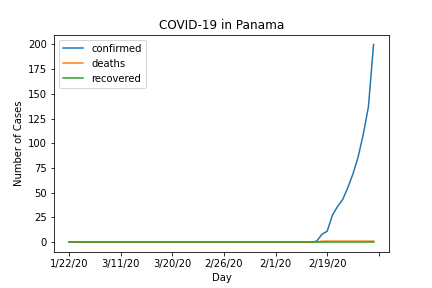 COVID-19 in Panama
confirmed
deaths
recovered
200
175
150
125
100
75
50
25
0
Number of Cases
1/22/20 3/11/20 3/20/20 2/26/20 2/1/20 2/19/20
Day